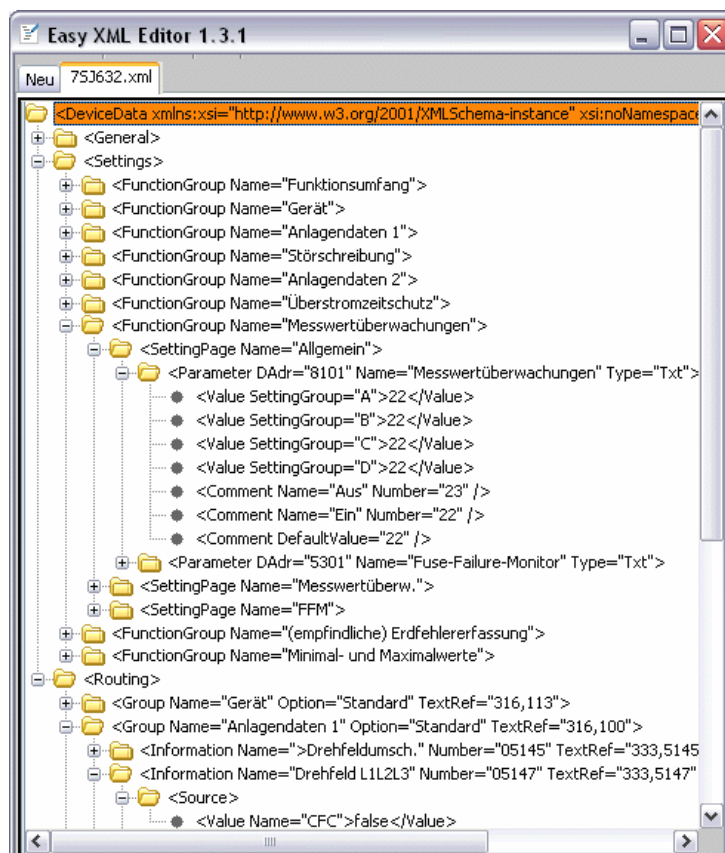 Easy XML Editor 1.3.1
Neu 7SJ632.xml
<DeviceData xmlns:xsi="http://www.w3.org/2001/XMLSchema-instance" xsi:noNamespace
<General>
<Settings>
<FunctionGroup Name="Funktionsumfang">
<FunctionGroup Name="Gerät">
<FunctionGroup Name="Anlagendaten 1">
<FunctionGroup Name="Störschreibung">
<FunctionGroup Name="Anlagendaten 2">
<FunctionGroup Name="Überstromzeitschutz">
<FunctionGroup Name="Messwertüberwachungen">
<SettingPage Name="Allgemein">
<Parameter DAdr="8101" Name="Messwertüberwachungen" Type="Txt">
<Value SettingGroup="A">22</Value>
<Value SettingGroup="B">22</Value>
<Value SettingGroup="C">22</Value>
<Value SettingGroup="D">22</Value>
<Comment Name="Aus" Number="23" />
<Comment Name="Ein" Number="22" />
<Comment DefaultValue="22" />
<Parameter DAdr="5301" Name="Fuse-Failure-Monitor" Type="Txt">
<SettingPage Name="Messwertüberw.">
<SettingPage Name="FFM">
<FunctionGroup Name="(empfindliche) Erdfehlererfassung">
<FunctionGroup Name="Minimal- und Maximalwerte">
<Routing>
<Group Name="Gerät" Option="Standard" TextRef="316,113">
<Group Name="Anlagendaten 1" Option="Standard" TextRef="316,100">
<Information Name=">Drehfeldumsch." Number="05145" TextRef="333,5145
<Information Name="Drehfeld L1L2L3" Number="05147" TextRef="333,5147"
<Source>
<Value Name="CFC">false</Value>